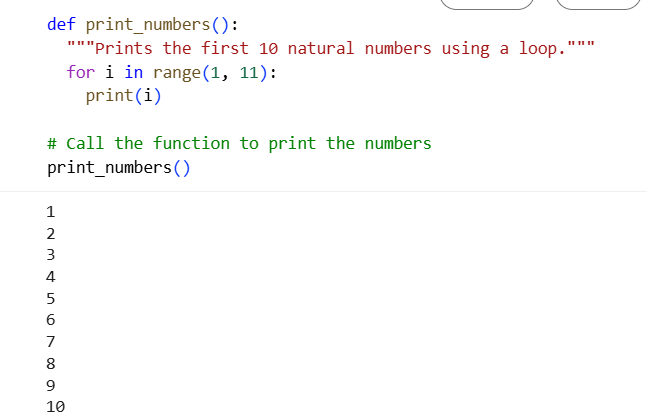 def print_numbers():
  """Prints the first 10 natural numbers using a loop."""
  for i in range(1, 11):
    print(i)

# Call the function to print the numbers
print_numbers()

1
2
3
4
5
6
7
8
9
10